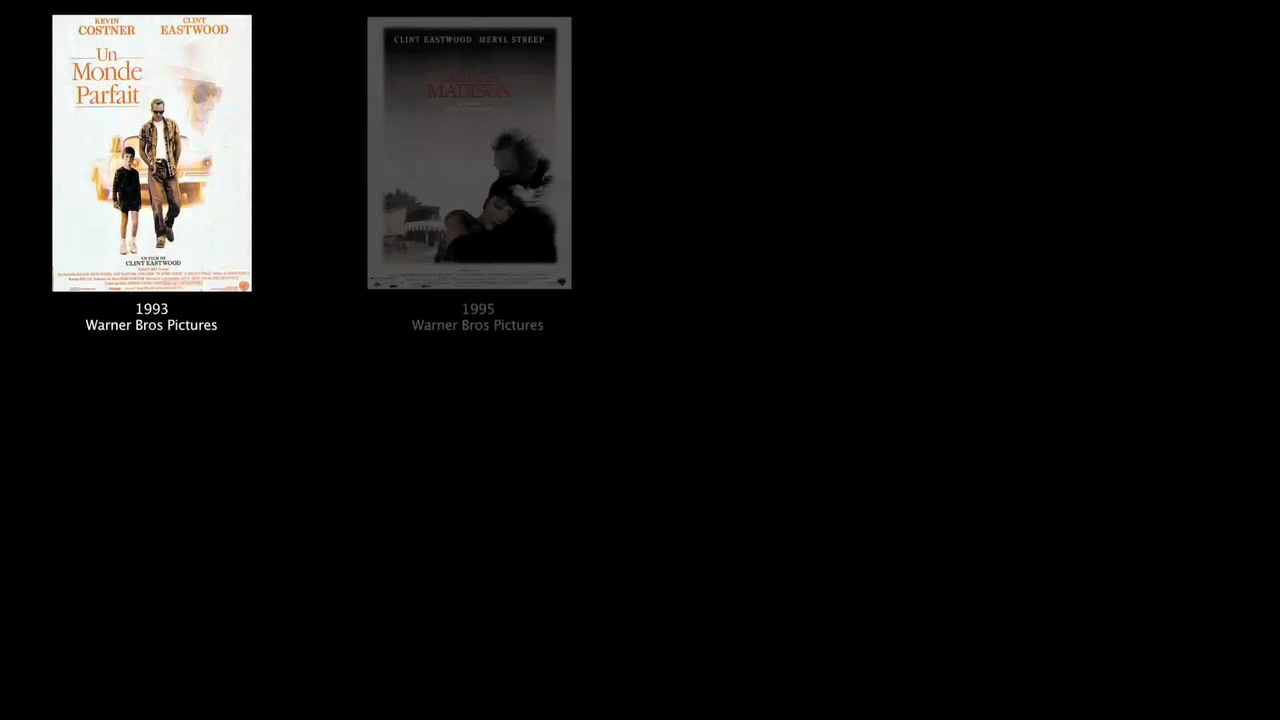 KEVIN
COSTNER
CLINT
EASTWOOD
Un
Monde
Parfait
UN FILM DE
CLINT EASTWOOD
1993
Warner Bros Pictures
CLINT EASTWOOD MERYL STREEP
MADISON
1995
Warner Bros Pictures